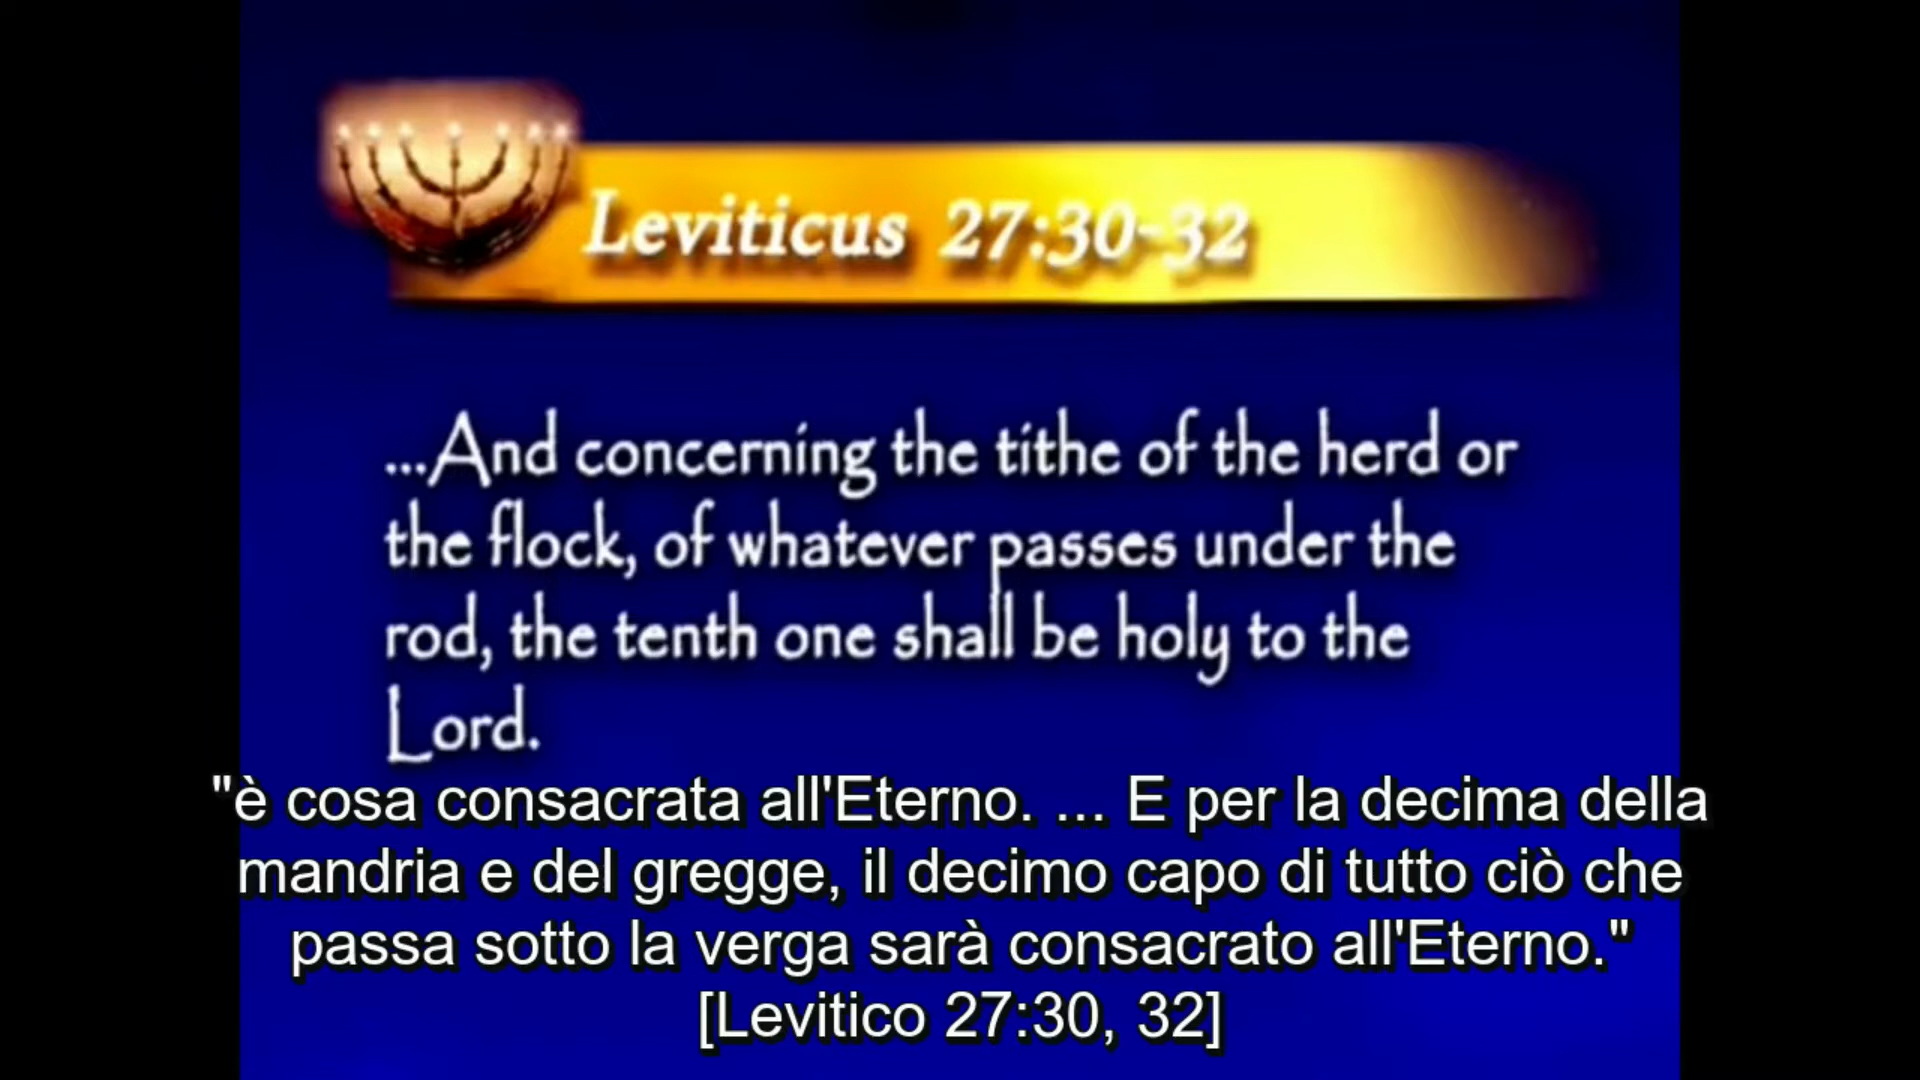 Leviticus 27:30-32
...And concerning the tithe of the herd or
the flock, of whatever passes under the
rod, the tenth one shall be holy to the
Lord.
"è cosa consacrata all'Eterno. ... E per la decima della
mandria e del gregge, il decimo capo di tutto ciò che
passa sotto la verga sarà consacrato all'Eterno."
[Levitico 27:30, 32]